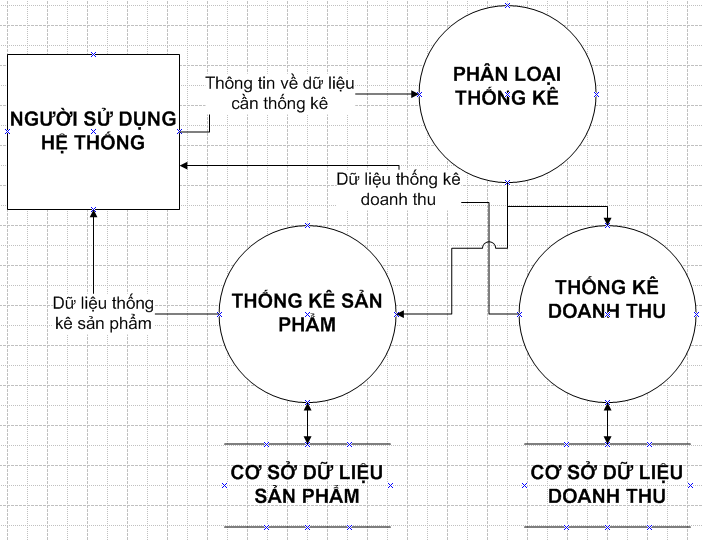 PHÂN LOẠI
THỐNG KÊ
Thông tin về dữ liệu
cần thống kê
NGƯỜI SỬ DỤNG
HỆ THỐNG
Dữ liệu thống kê
doanh thu
THỐNG KÊ
DOANH THU
THỐNG KÊ SẢN
PHẨM
Dữ liệu thống
kê sản phẩm
CƠ SỞ DỮ LIỆU
SẢN PHẨM
CƠ SỞ DỮ LIỆU
DOANH THU